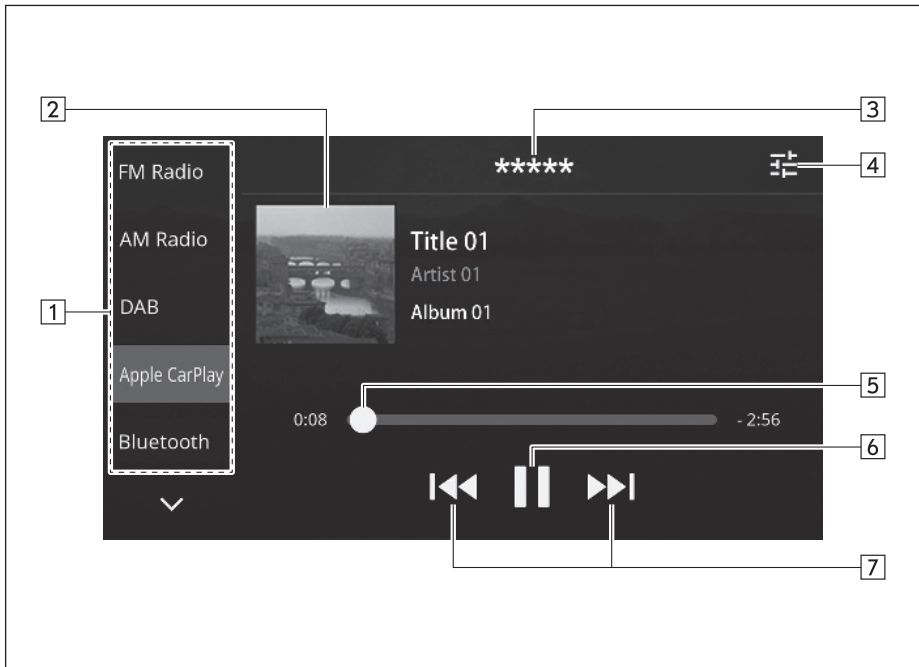 2
3
*****
4
FM Radio
AM Radio
DAB
Apple CarPlay
Bluetooth
1
Title 01
Artist 01
Album 01
5
0:08
- 2:56
6
7